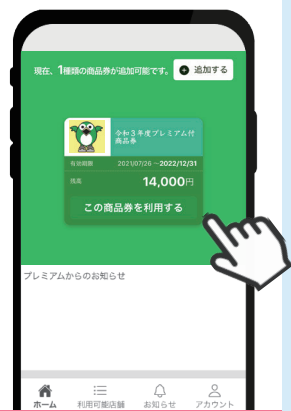 現在、1種類の商品券が追加可能です。 追加する
令和3年度プレミアム付
商品券
有効期限 2021/07/26 ~2022/12/31
残高 14,000円
この商品券を利用する
プレミアムからのお知らせ
ホーム 利用可能店舗 お知らせ アカウント